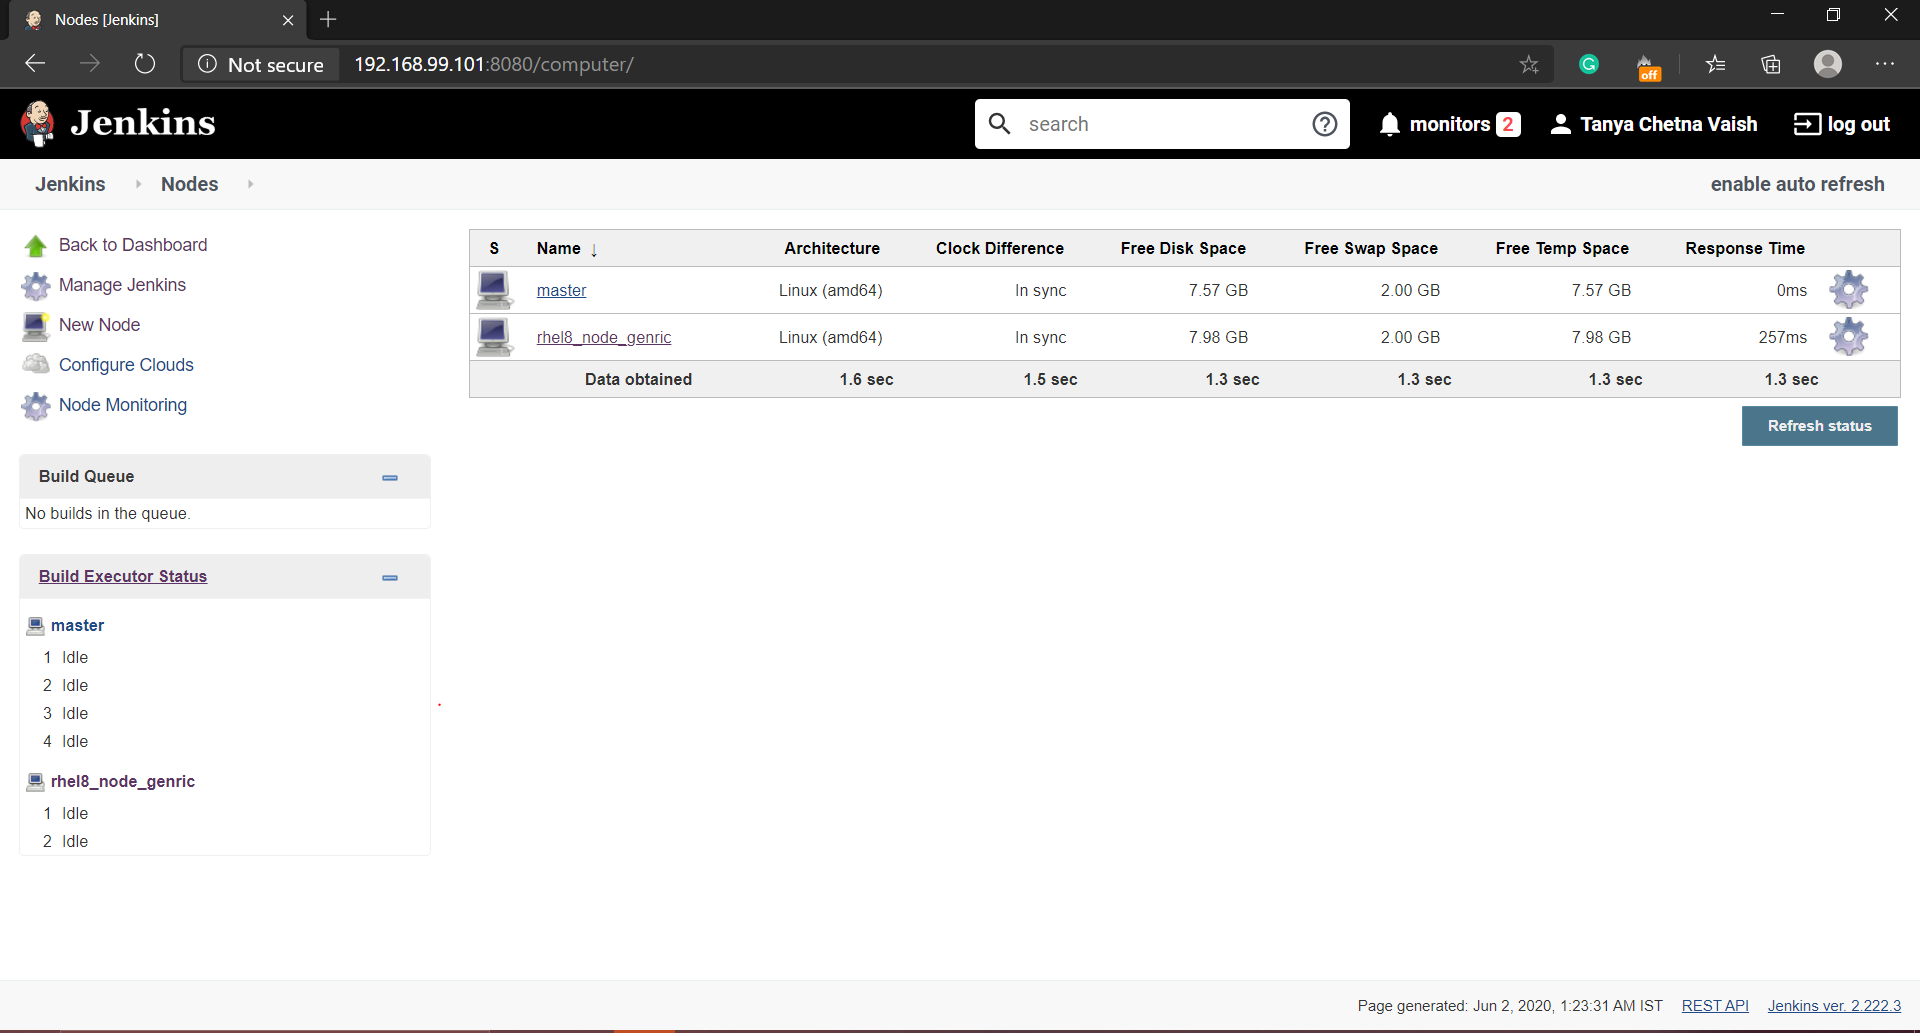 Nodes [Jenkins]
Not secure 192.168.99.101:8080/computer/
G
off
Jenkins
search
monitors 2
Tanya Chetna Vaish
log out
Jenkins Nodes
enable auto refresh
Back to Dashboard
Manage Jenkins
New Node
Configure Clouds
Node Monitoring
Build Queue
No builds in the queue.
Build Executor Status
master
1 Idle
2 Idle
3 Idle
4 Idle
rhel8_node_genric
1 Idle
2 Idle
S Name ↓ Architecture Clock Difference Free Disk Space Free Swap Space Free Temp Space Response Time
master Linux (amd64) In sync 7.57 GB 2.00 GB 7.57 GB 0ms
rhel8_node_genric Linux (amd64) In sync 7.98 GB 2.00 GB 7.98 GB 257ms
Data obtained 1.6 sec 1.5 sec 1.3 sec 1.3 sec 1.3 sec 1.3 sec
Refresh status
Page generated: Jun 2, 2020, 1:23:31 AM IST REST API Jenkins ver. 2.222.3